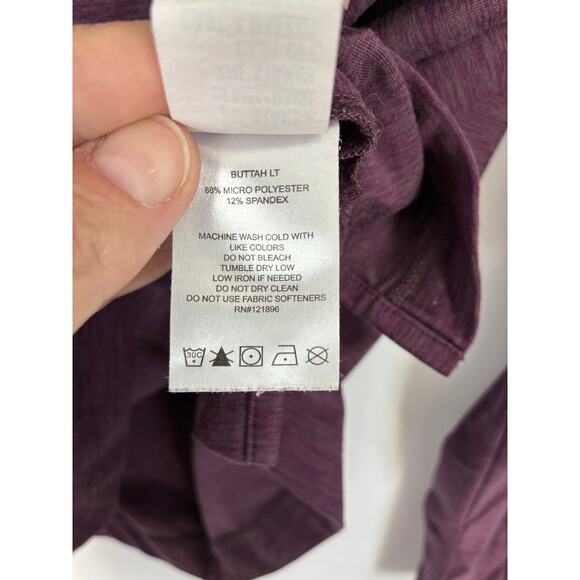 BUTTAH LT
88% MICRO POLYESTER
12% SPANDEX
MACHINE WASH COLD WITH
LIKE COLORS
DO NOT BLEACH
TUMBLE DRY LOW
LOW IRON IF NEEDED
DO NOT DRY CLEAN
DO NOT USE FABRIC SOFTENERS
RN#121896
30C